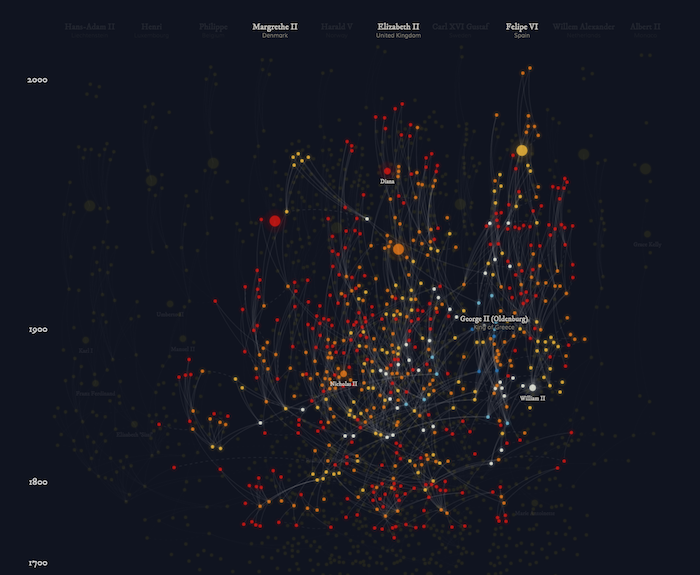 Hans-Adam II
Henri
Philippe
Margrethe II
Denmark
Harald V
Elizabeth II
United Kingdom
Carl XVI Gustaf
Felipe VI
Spain
Willem Alexander
Albert II
2000
Diana
George II (Oldenburg)
King of Greece
1900
Nicholas II
William II
1800
1700